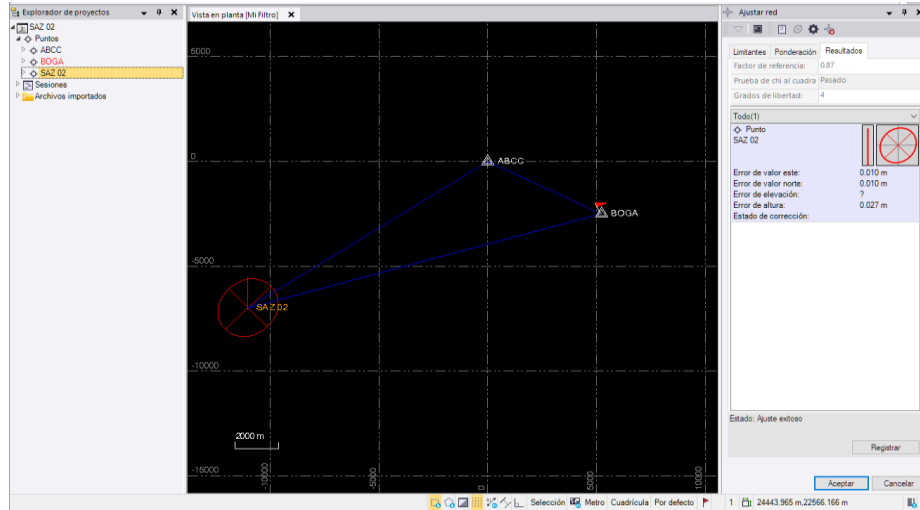 Explorador de proyectos
SAZ 02
Puntos
ABCC
BOGA
SAZ 02
Sesiones
Archivos importados
Vista en planta [Mi Filtro]
5000
0
-5000
-10000
-15000
ABCC
BOGA
SAZ 02
2000 m
-10000
-5000
0
5000
10000
Ajustar red
Limitantes Ponderación Resultados
Factor de referencia: 0.87
Prueba de chi al cuadra Pasado
Grados de libertad: 4
Todo(1)
Punto
SAZ 02
Error de valor este: 0.010 m
Error de valor norte: 0.010 m
Error de elevación: ?
Error de altura: 0.027 m
Estado de corrección:
Estado: Ajuste exitoso
Registrar
Aceptar Cancelar
Selección Metro Cuadrícula Por defecto 1 24443.965 m,22566.166 m